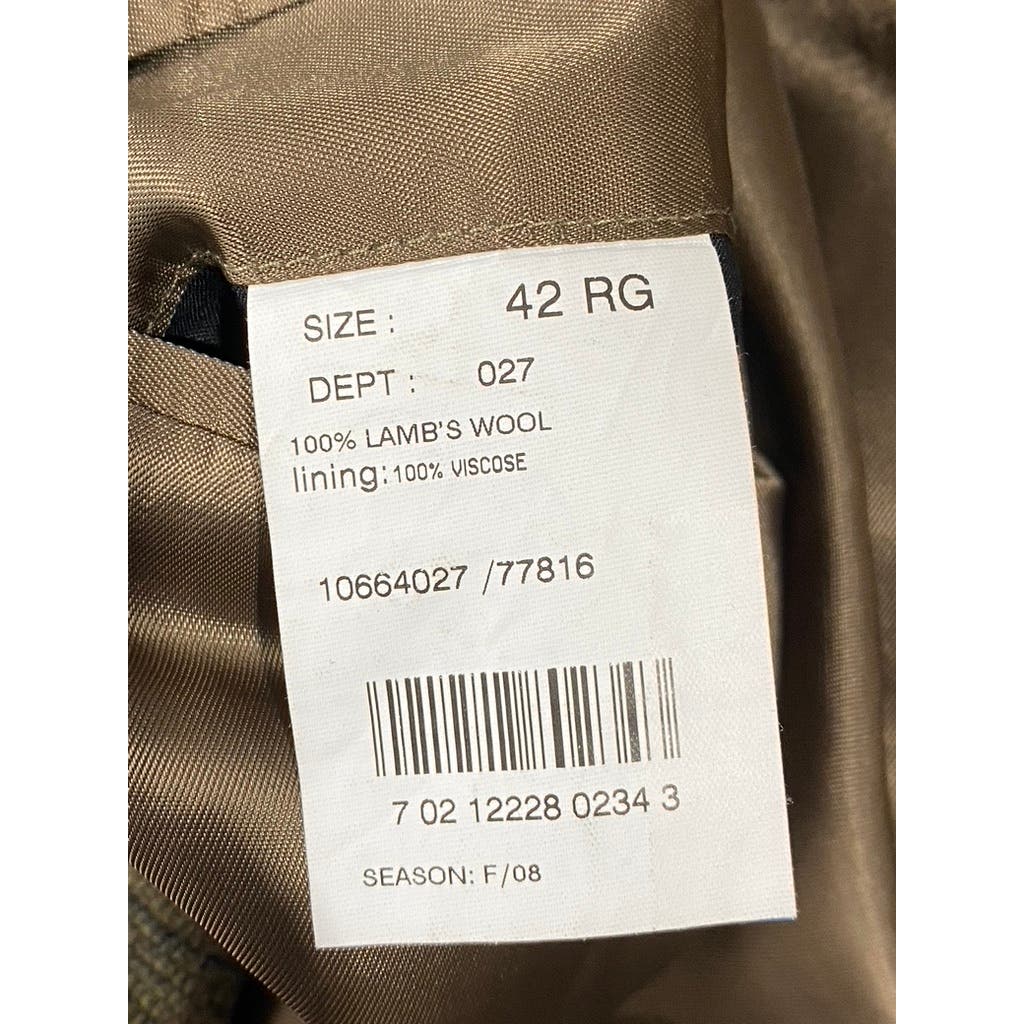 SIZE : 42 RG
DEPT : 027
100% LAMB'S WOOL
lining:100% VISCOSE
10664027 /77816
7 02 12228 0234 3
SEASON: F/08